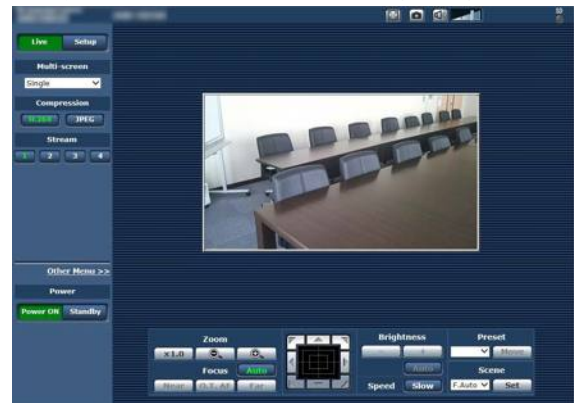 SD
Live Setup
Multi-screen
Single
Compression
H.264 JPEG
Stream
1 2 3 4
Other Menu >>
Power
Power ON Standby
Zoom Brightness Preset
x1.0 - + Move
Focus Auto Auto Scene
Near O.T. AF Far Speed Slow F.Auto Set